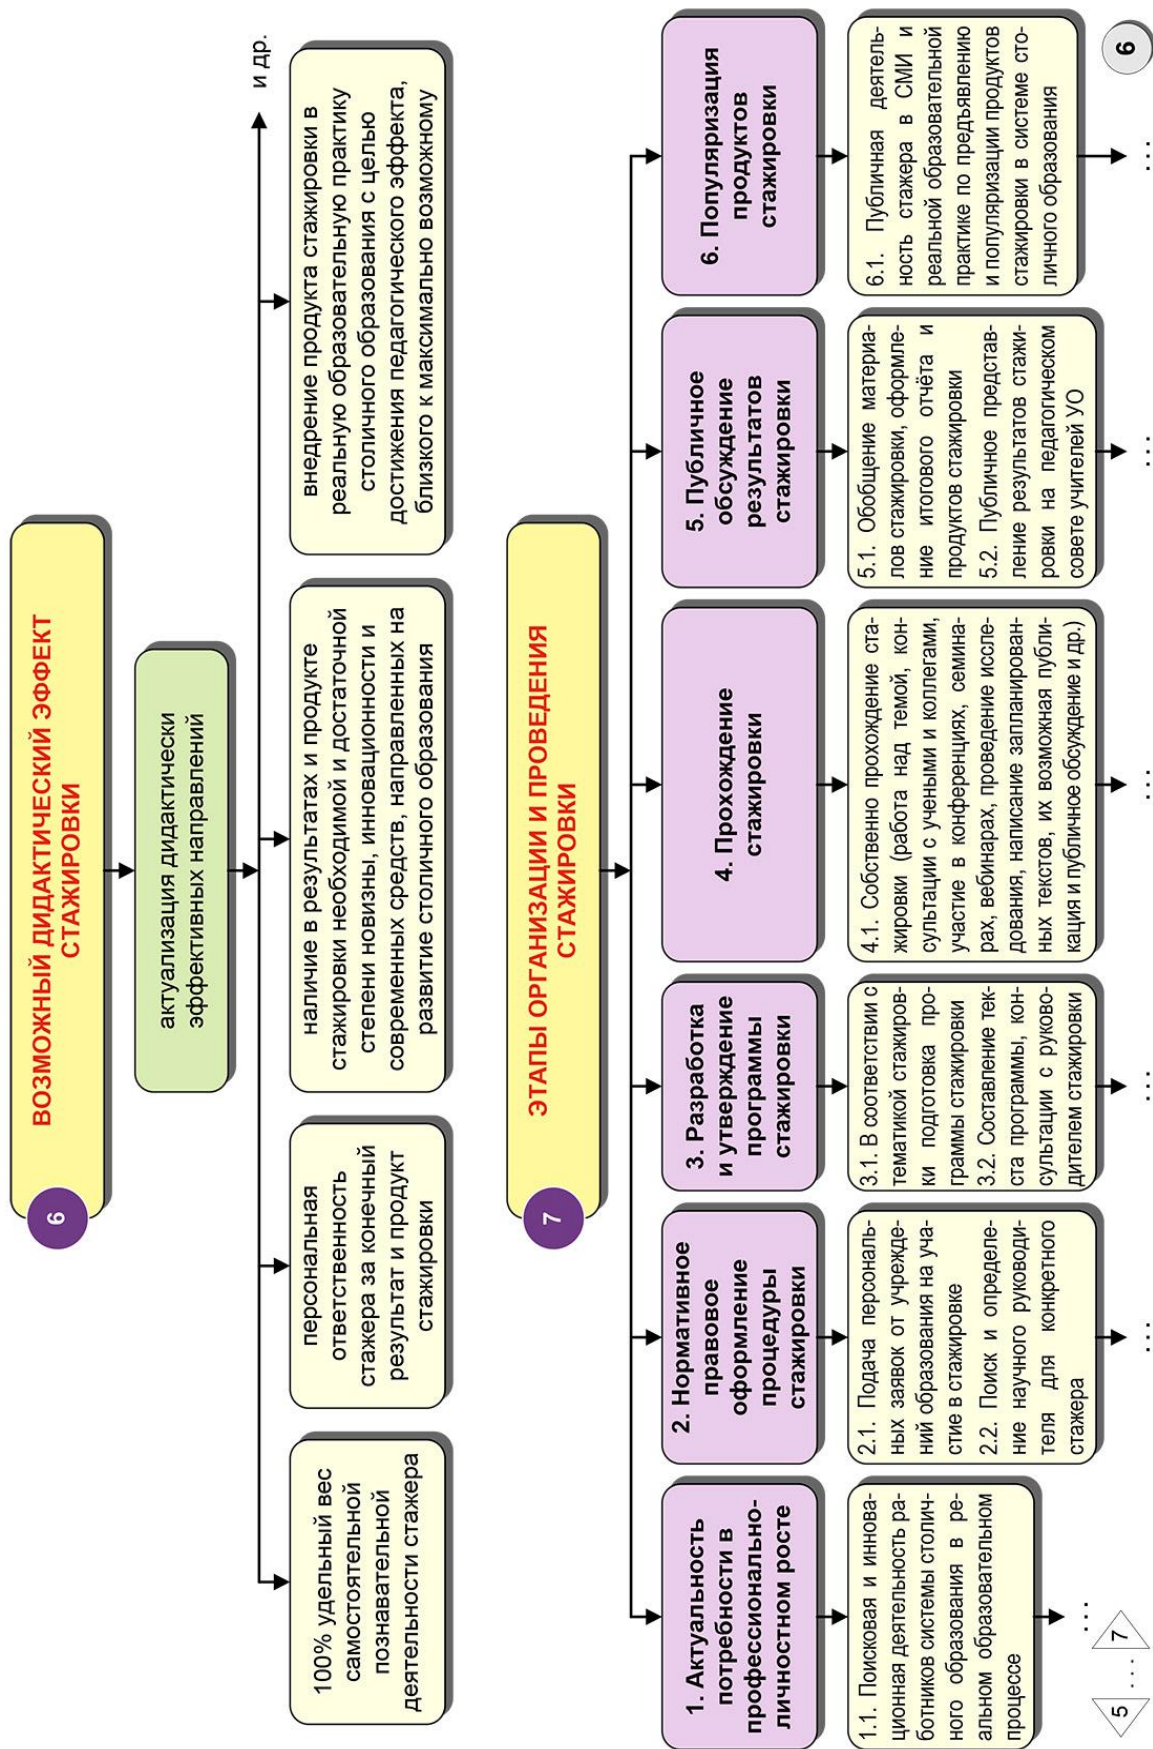 6
ВОЗМОЖНЫЙ ДИДАКТИЧЕСКИЙ ЭФФЕКТ
СТАЖИРОВКИ
актуализация дидактически
эффективных направлений
100% удельный вес
самостоятельной
познавательной
деятельности стажера
персональная
ответственность
стажера за конечный
результат и продукт
стажировки
наличие в результатах и продукте
стажировки необходимой и достаточной
степени новизны, инновационности и
современных средств, направленных на
развитие столичного образования
внедрение продукта стажировки в
реальную образовательную практику
столичного образования с целью
достижения педагогического эффекта,
близкого к максимально возможному
и др.
7
ЭТАПЫ ОРГАНИЗАЦИИ И ПРОВЕДЕНИЯ
СТАЖИРОВКИ
1. Актуальность
потребности в
профессионально-
личностном росте
1.1. Поисковая и иннова-
ционная деятельность ра-
ботников системы столич-
ного образования в ре-
альном образовательном
процессе
...
2. Нормативное
правовое
оформление
процедуры
стажировки
2.1. Подача персональ-
ных заявок от учрежде-
ний образования на уча-
стие в стажировке
2.2. Поиск и определе-
ние научного руководи-
теля для конкретного
стажера
...
3. Разработка
и утверждение
программы
стажировки
3.1. В соответствии с
тематикой стажиров-
ки подготовка про-
граммы стажировки
3.2. Составление тек-
ста программы, кон-
сультации с руково-
дителем стажировки
...
4. Прохождение
стажировки
4.1. Собственно прохождение ста-
жировки (работа над темой, кон-
сультации с учеными и коллегами,
участие в конференциях, семина-
рах, вебинарах, проведение иссле-
дования, написание запланирован-
ных текстов, их возможная публи-
кация и публичное обсуждение и др.)
...
5. Публичное
обсуждение
результатов
стажировки
5.1. Обобщение материа-
лов стажировки, оформле-
ние итогового отчёта и
продуктов стажировки
5.2. Публичное представ-
ление результатов стажи-
ровки на педагогическом
совете учителей УО
...
6. Популяризация
продуктов
стажировки
6.1. Публичная деятель-
ность стажера в СМИ и
реальной образовательной
практике по предъявлению
и популяризации продуктов
стажировки в системе сто-
личного образования
...
5 ... 7
6